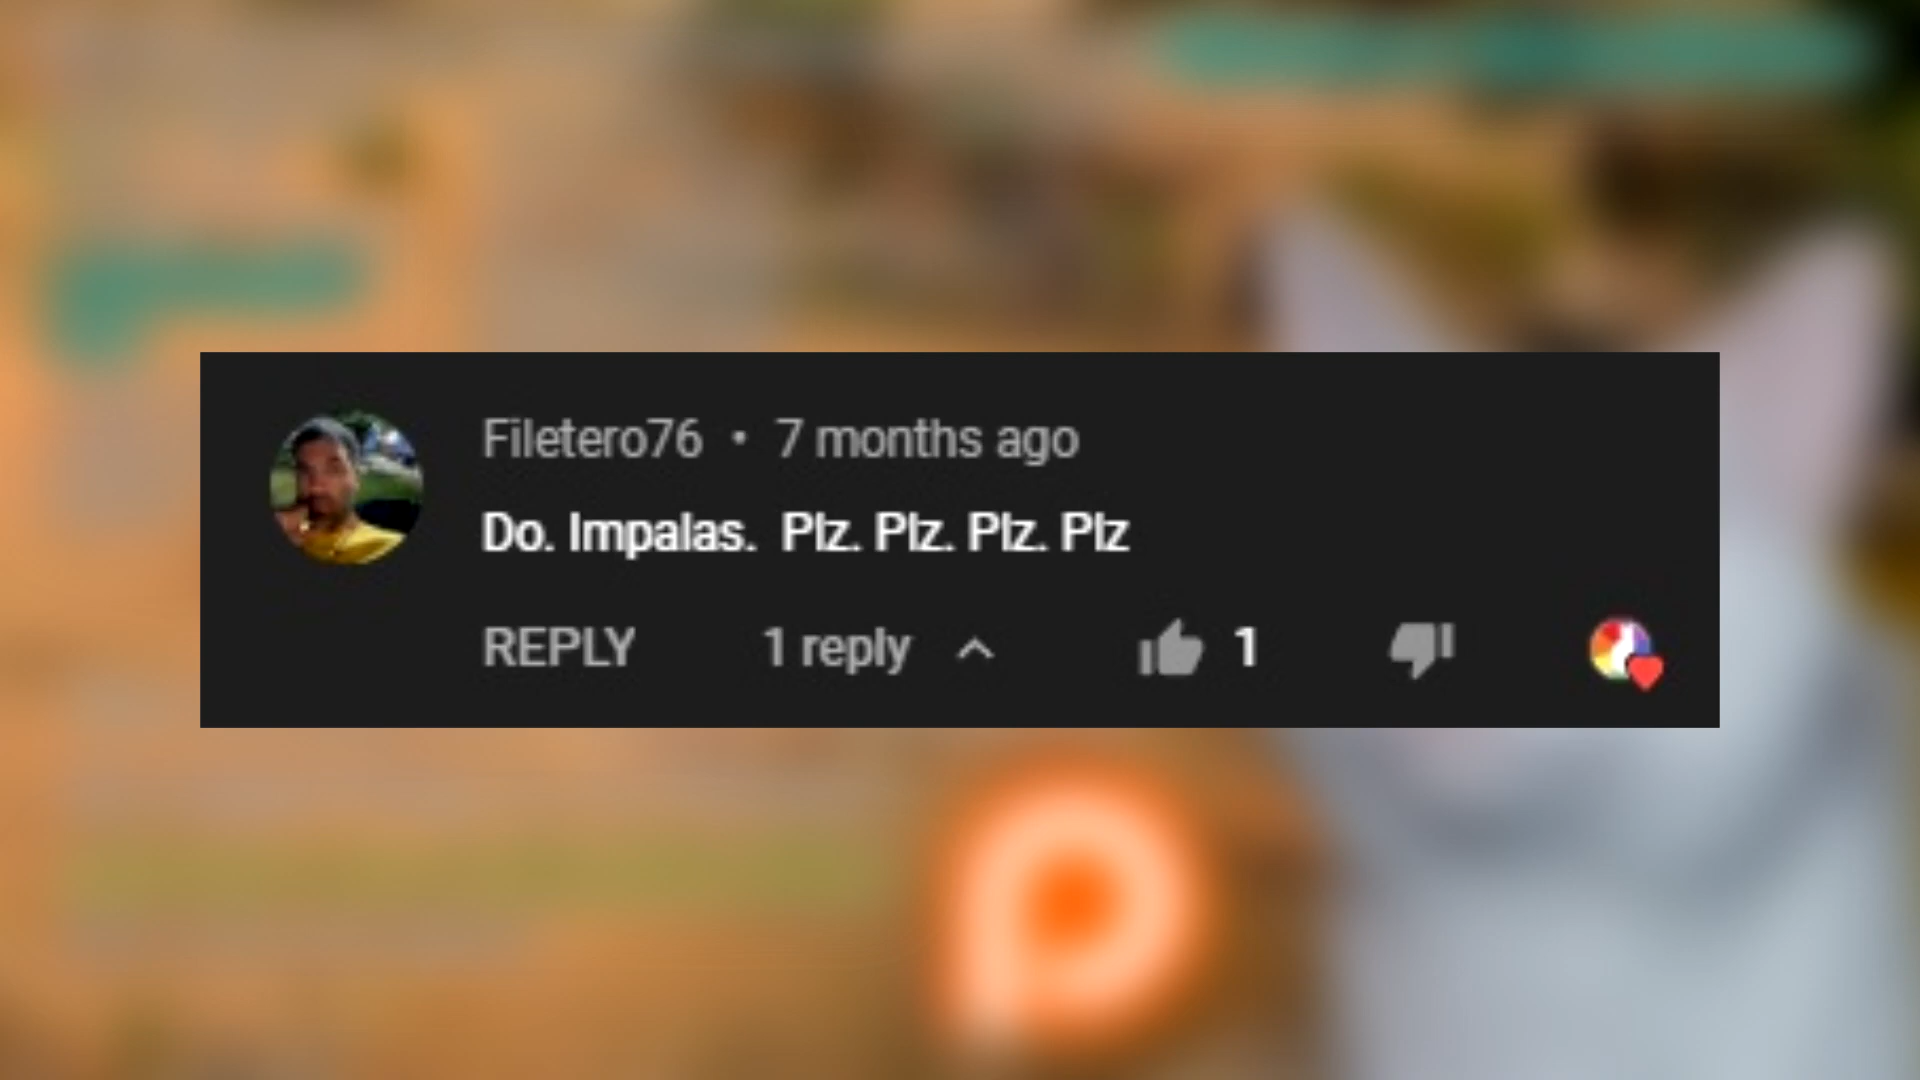 Filetero76 • 7 months ago
Do. Impalas.  Plz. Plz. Plz. Plz
REPLY 1 reply 1